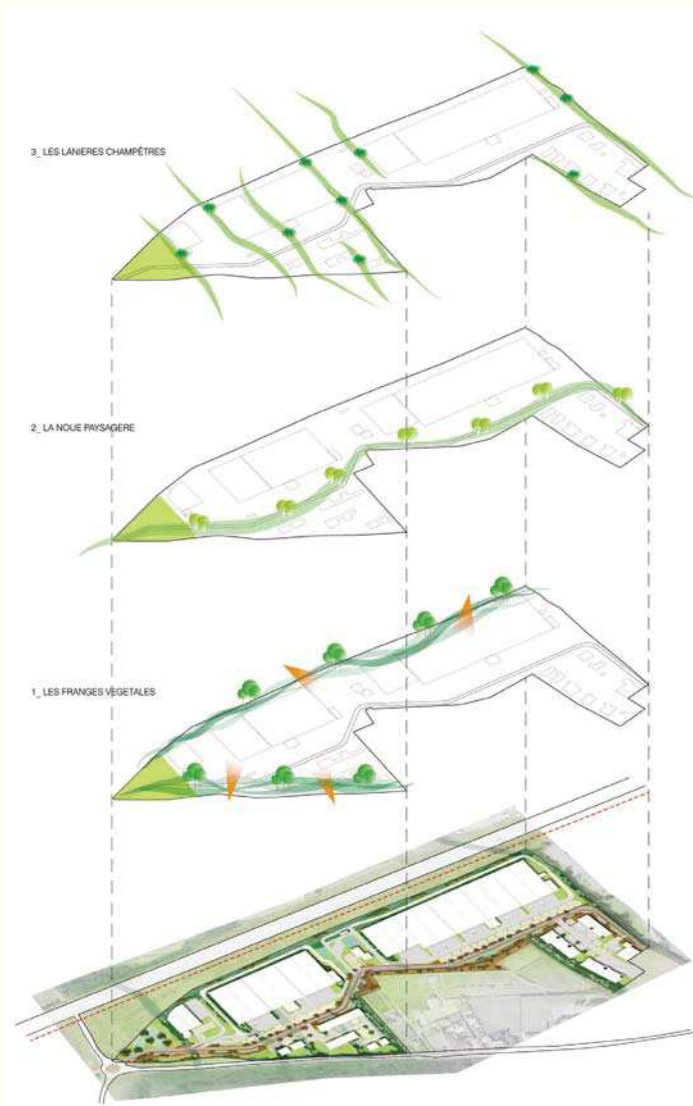 3_ LES LANIERES CHAMPÊTRES
2_ LA NOUE PAYSAGERE
1_ LES FRANGES VEGETALES